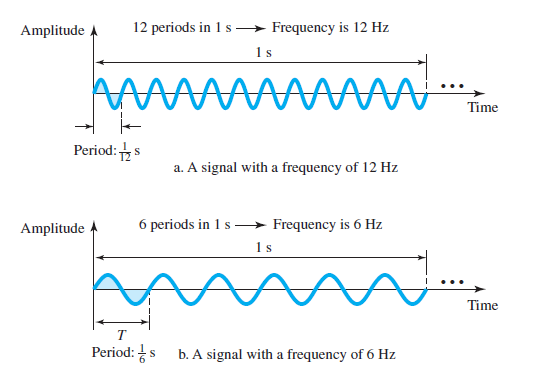 Amplitude 12 periods in 1 s → Frequency is 12 Hz
1 s
•••
Time
Period: 1/12 s
a. A signal with a frequency of 12 Hz
Amplitude 6 periods in 1 s → Frequency is 6 Hz
1 s
•••
Time
T
Period: 1/6 s b. A signal with a frequency of 6 Hz